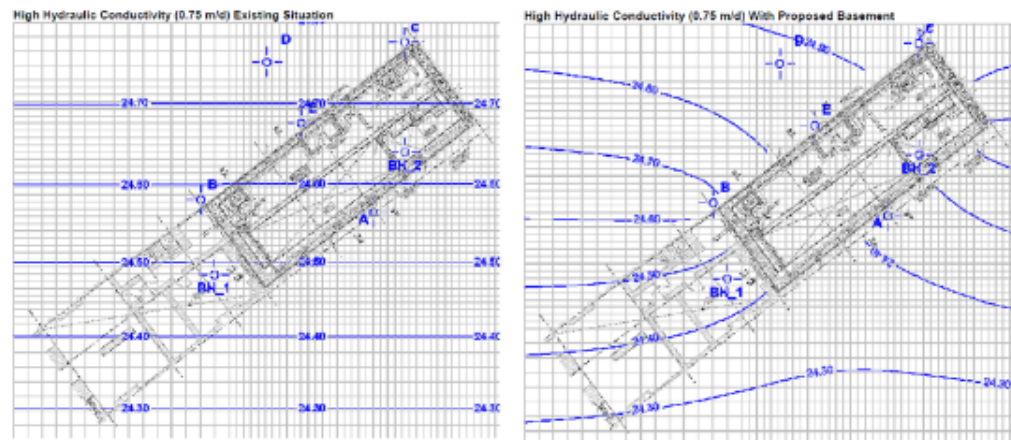 High Hydraulic Conductivity (0.75 m/d) Existing Situation
D
C
24.70
24.70
24.70
E
BH_2
24.60
B
24.60
24.60
A
24.50
24.50
24.50
BH_1
24.40
24.40
24.40
24.30
24.30
24.30
High Hydraulic Conductivity (0.75 m/d) With Proposed Basement
D
24.80
C
24.80
E
24.70
BH_2
B
24.60
A
24.50
BH_1
24.40
24.30
24.30
24.30